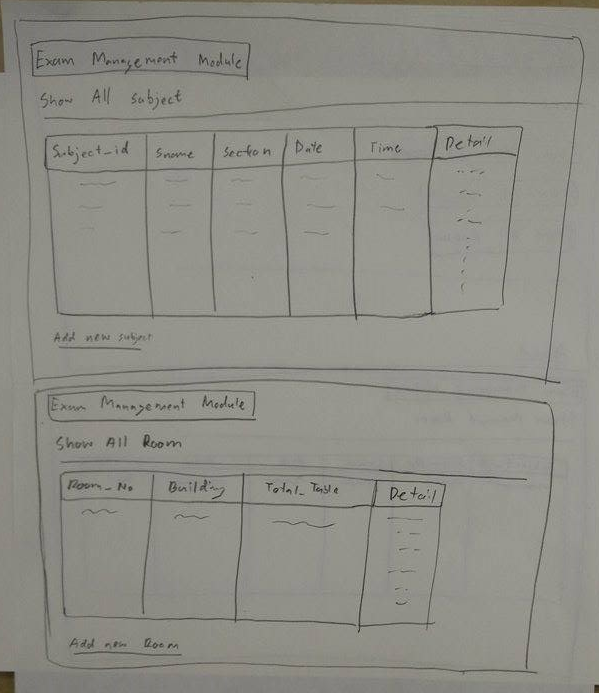 Exam Management Module
Show All subject
Subject_id Sname Section Date Time Detail
Add new subject
Exam Management Module
Show All Room
Room_No Building Total_Table Detail
Add new Room